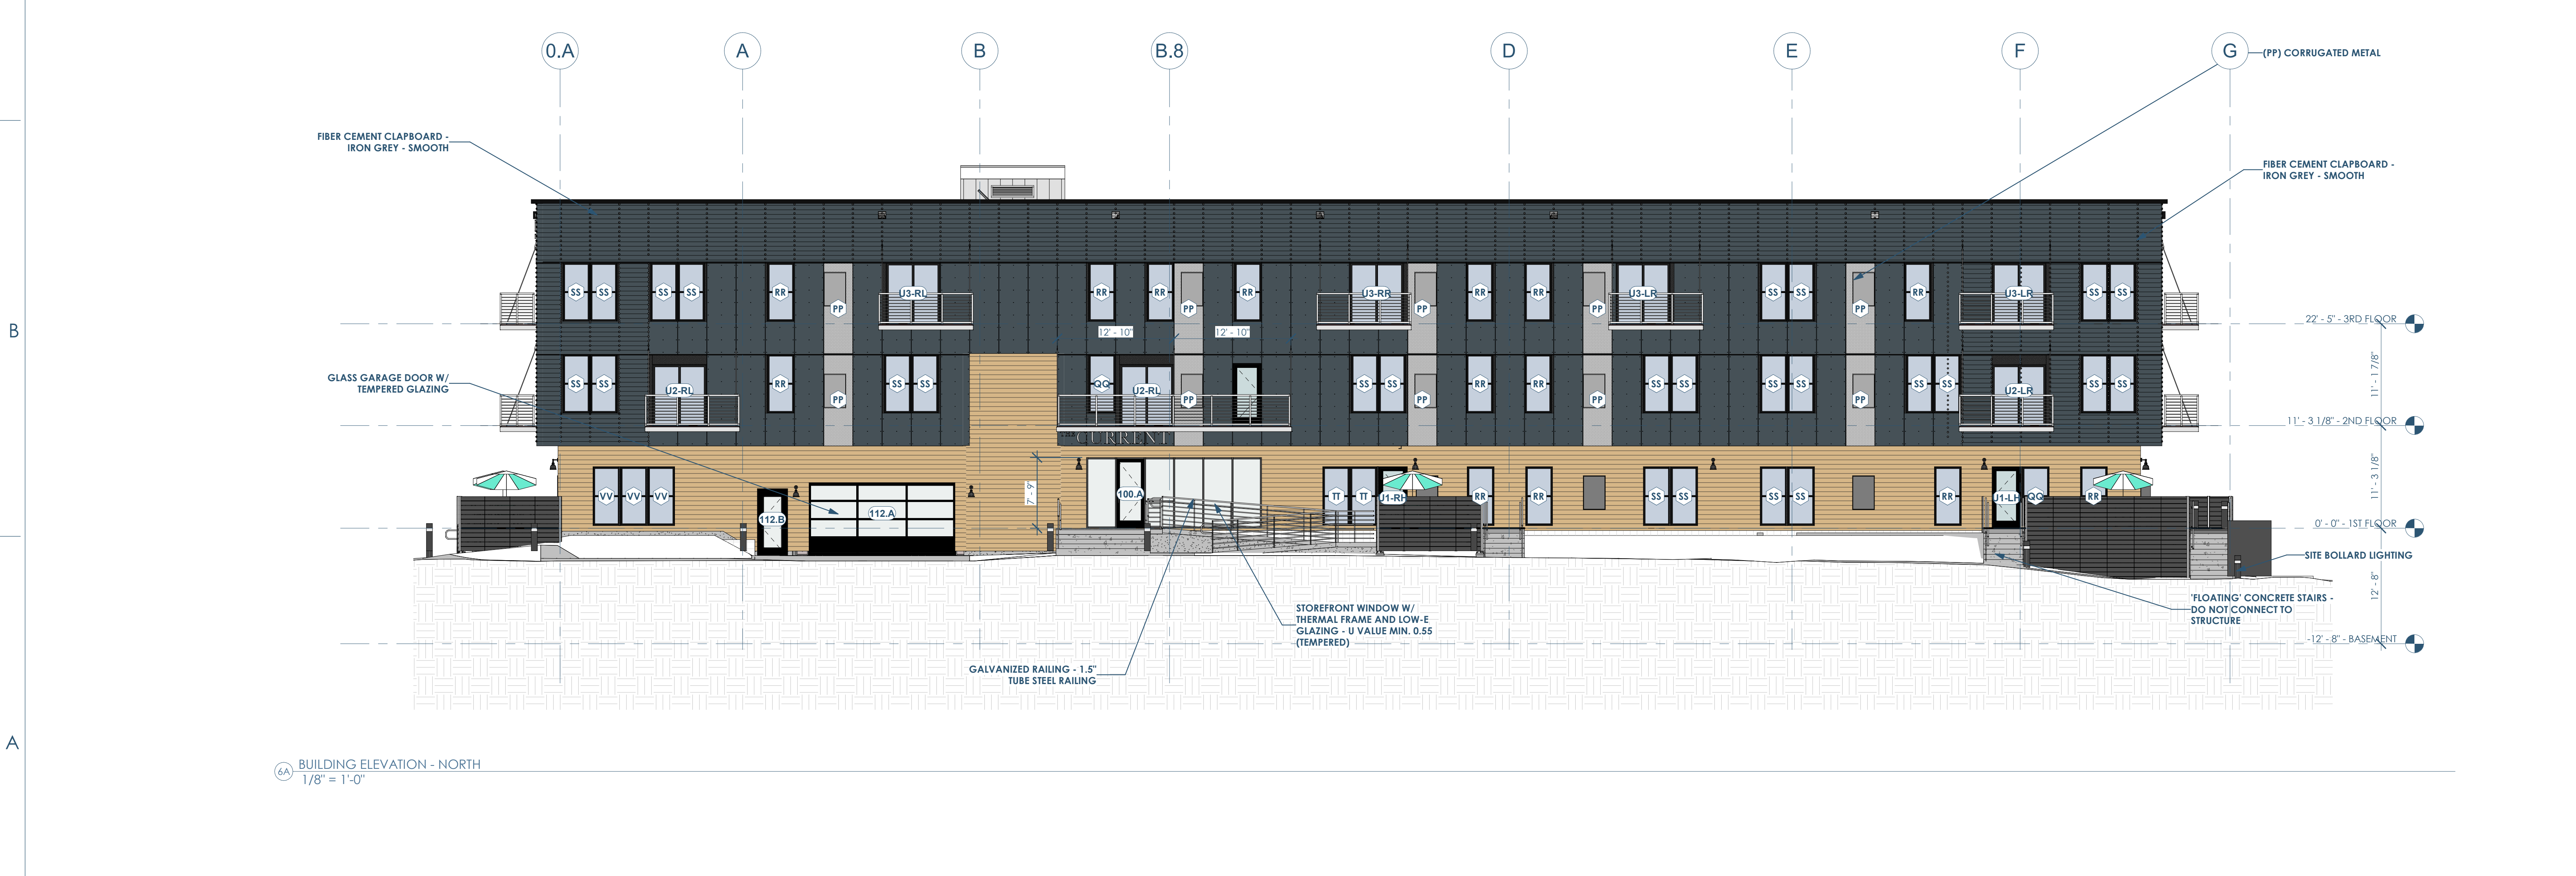 0.A A B B.8 D E F G
(PP) CORRUGATED METAL
FIBER CEMENT CLAPBOARD -
IRON GREY - SMOOTH
FIBER CEMENT CLAPBOARD -
IRON GREY - SMOOTH
SS SS SS SS RR PP U3-RL RR RR PP RR U3-RR PP RR RR PP U3-LR SS SS PP RR U3-LR SS SS
B
22' - 5" - 3RD FLOOR
12' - 10" 12' - 10"
11' - 1 7/8"
GLASS GARAGE DOOR W/
TEMPERED GLAZING
SS SS U2-RL RR PP SS SS QQ U2-RL PP SS SS PP RR RR PP SS SS SS SS PP SS SS U2-LR SS SS
11' - 3 1/8" - 2ND FLOOR
CURRENT
11' - 3 1/8"
7' - 9"
VV VV VV 112.B 112.A 100.A TT TT U1-RH RR RR SS SS SS SS RR U1-LH QQ RR
0' - 0" - 1ST FLOOR
SITE BOLLARD LIGHTING
12' - 8"
'FLOATING' CONCRETE STAIRS -
DO NOT CONNECT TO
STRUCTURE
STOREFRONT WINDOW W/
THERMAL FRAME AND LOW-E
GLAZING - U VALUE MIN. 0.55
(TEMPERED)
-12' - 8" - BASEMENT
GALVANIZED RAILING - 1.5"
TUBE STEEL RAILING
A
6A BUILDING ELEVATION - NORTH
1/8" = 1'-0"